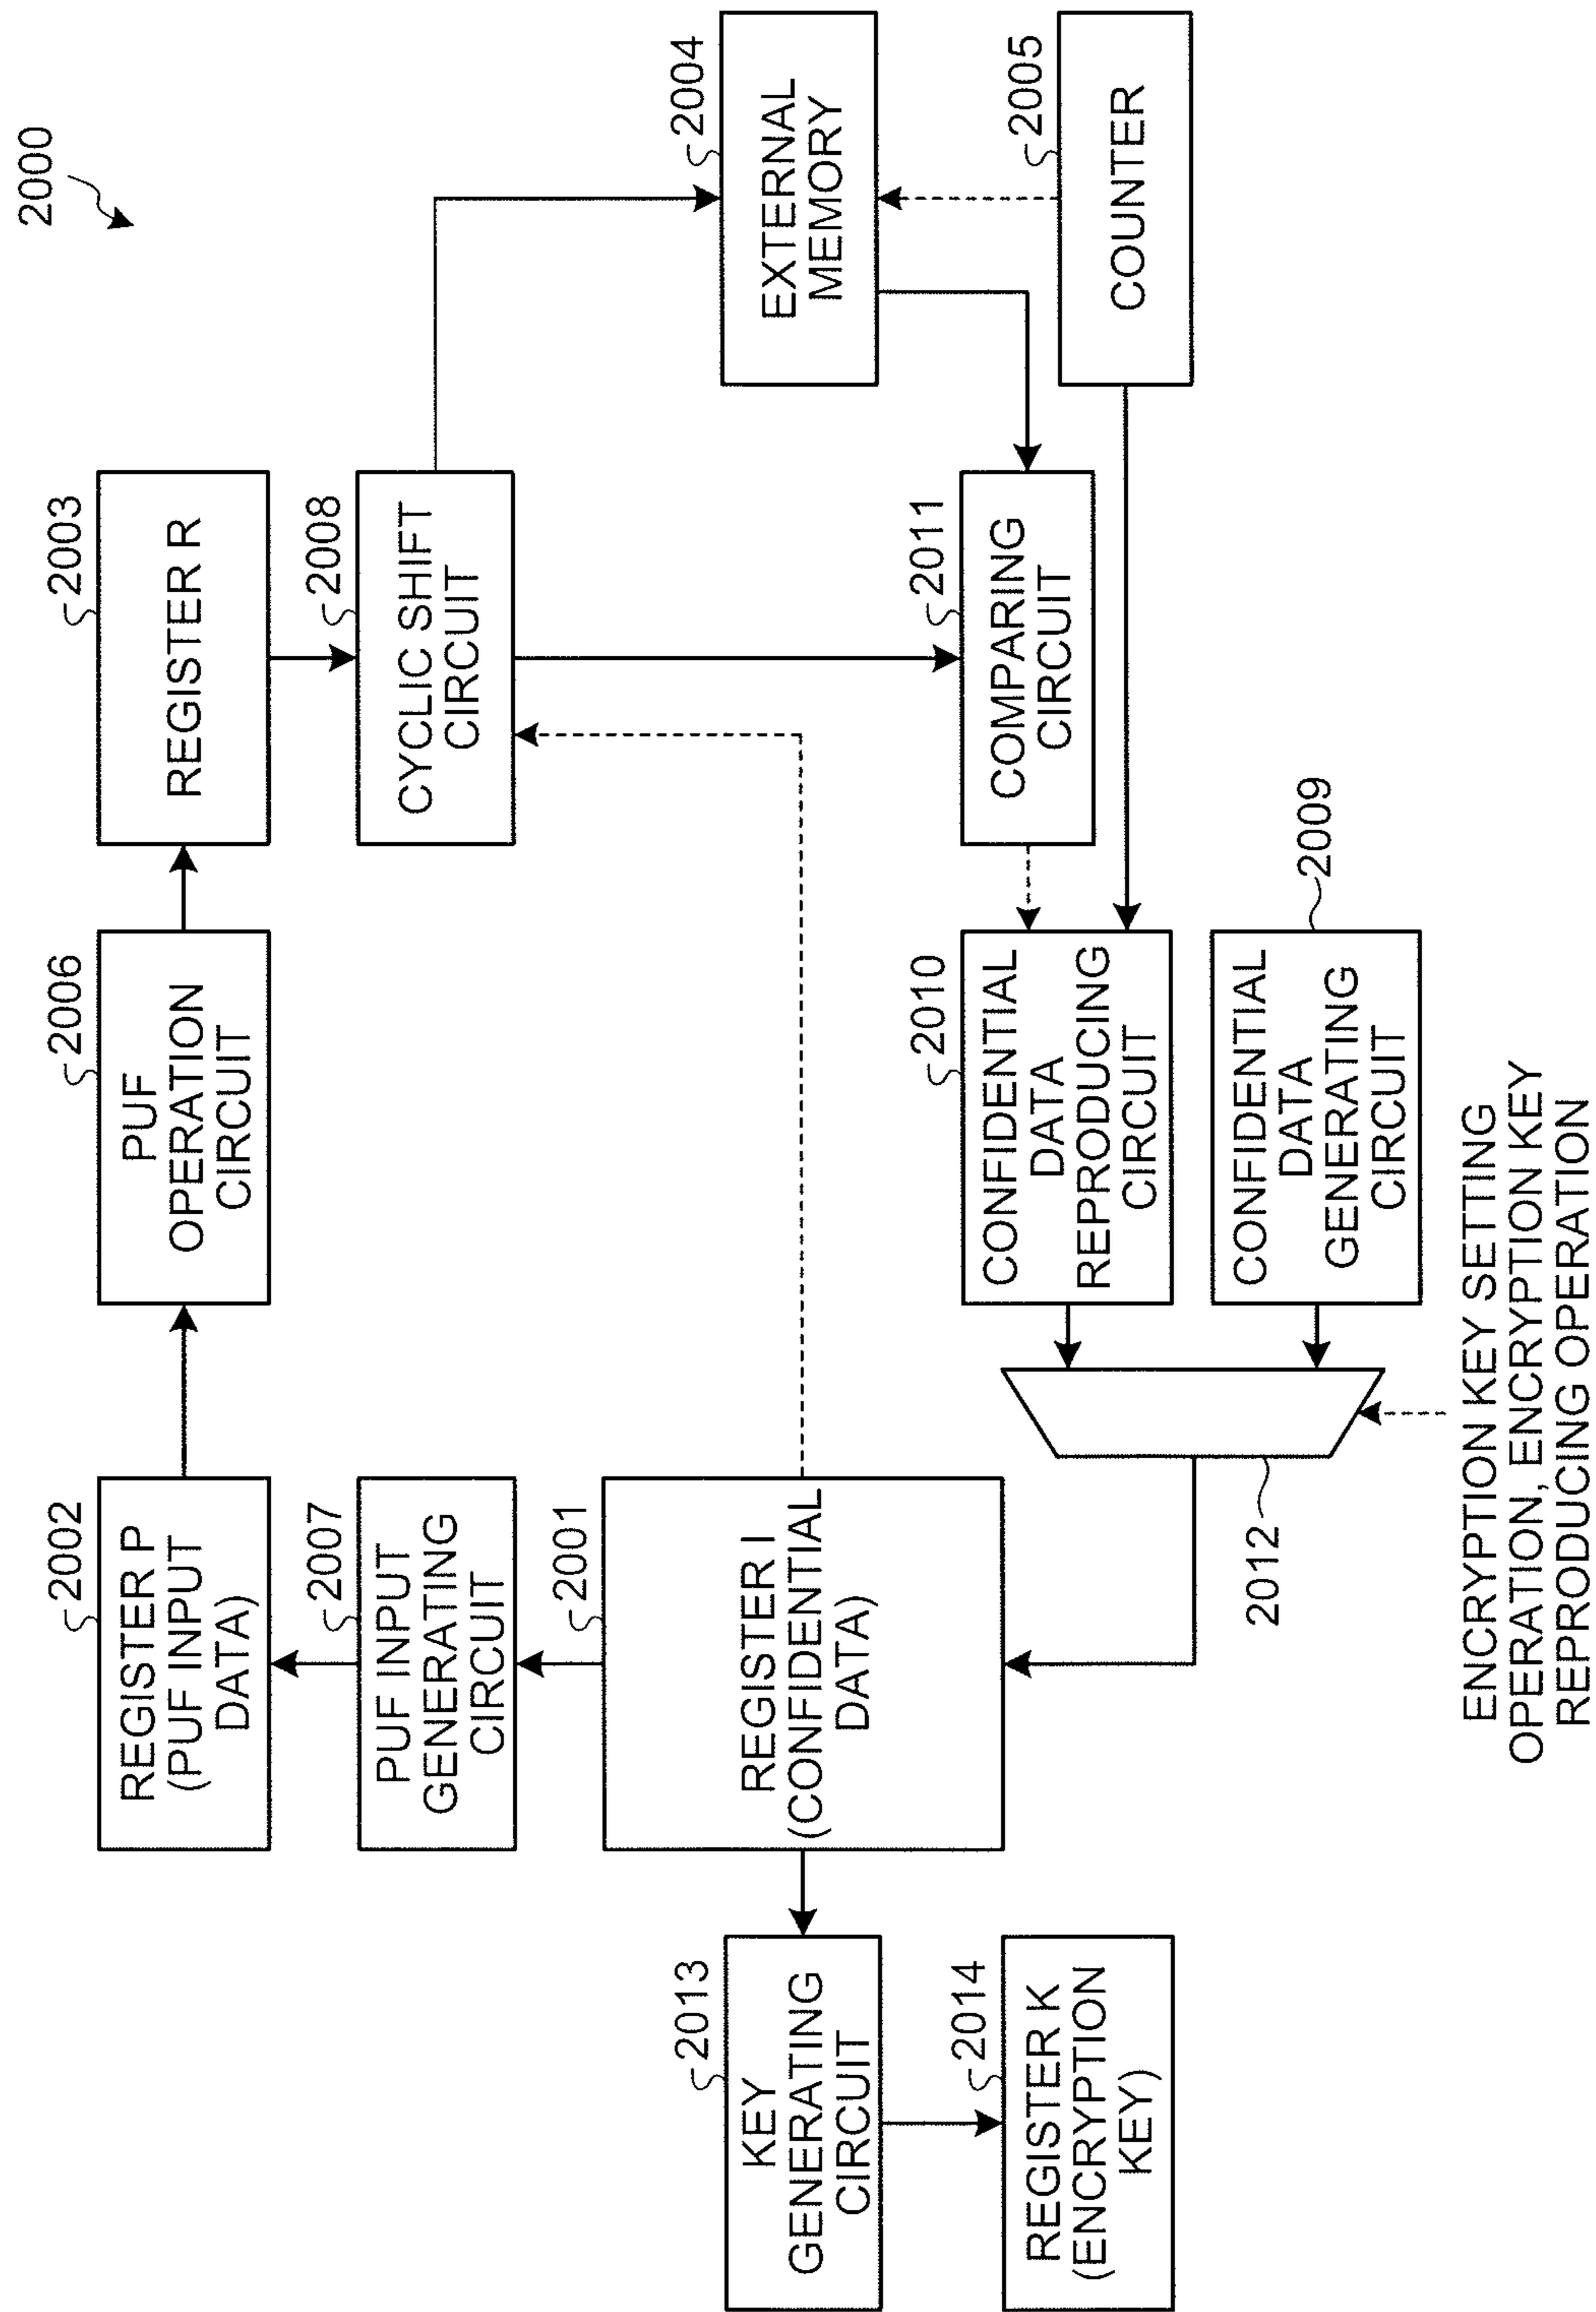 2000
2002
REGISTER P
(PUF INPUT
DATA)
2006
PUF
OPERATION
CIRCUIT
2003
REGISTER R
2007
PUF INPUT
GENERATING
CIRCUIT
2008
CYCLIC SHIFT
CIRCUIT
2013
KEY
GENERATING
CIRCUIT
2001
REGISTER I
(CONFIDENTIAL
DATA)
2004
EXTERNAL
MEMORY
2014
REGISTER K
(ENCRYPTION
KEY)
2010
CONFIDENTIAL
DATA
REPRODUCING
CIRCUIT
2011
COMPARING
CIRCUIT
2005
COUNTER
2012
CONFIDENTIAL
DATA
GENERATING
CIRCUIT
2009
ENCRYPTION KEY SETTING
OPERATION, ENCRYPTION KEY
REPRODUCING OPERATION